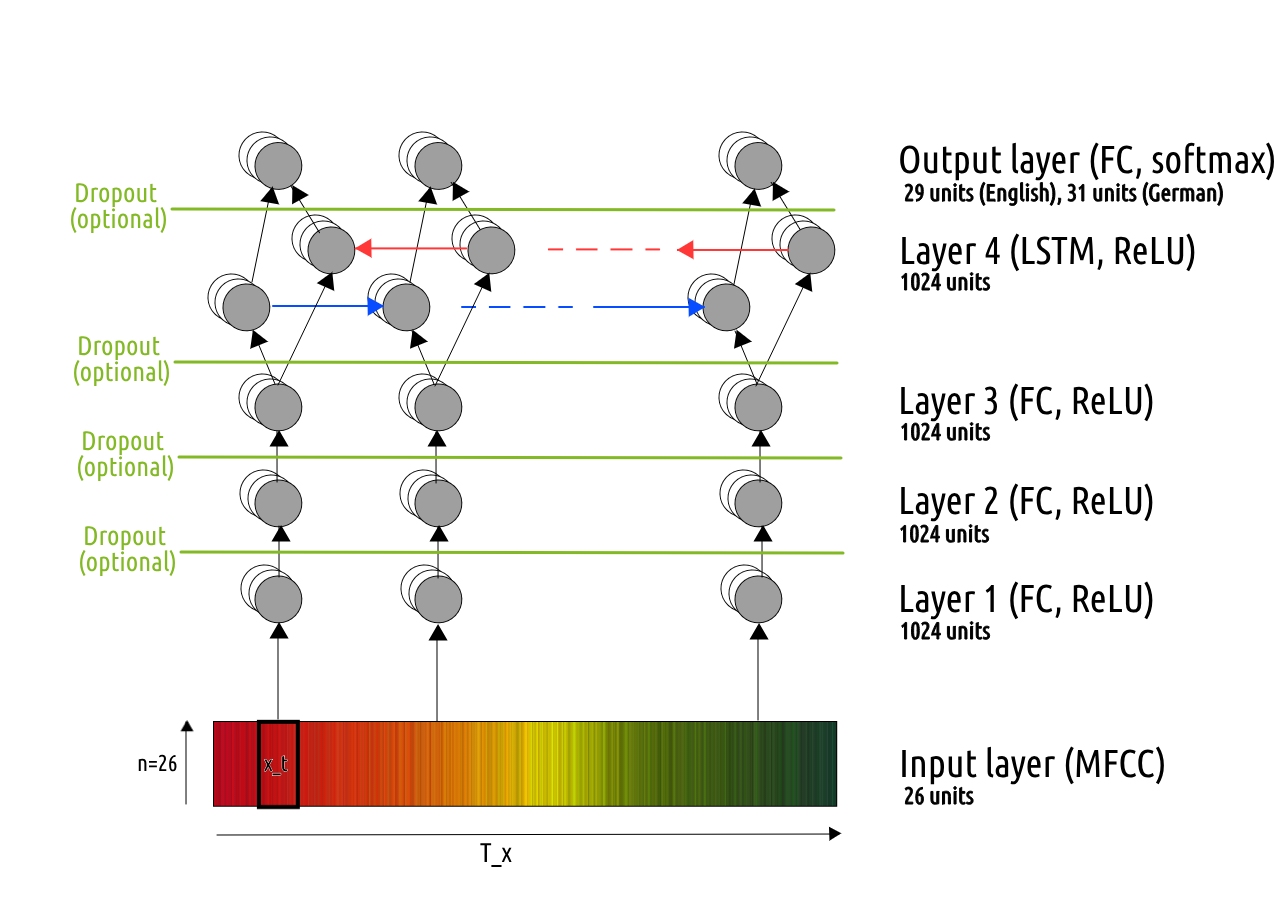 Output layer (FC, softmax)
29 units (English), 31 units (German)
Dropout
(optional)
Layer 4 (LSTM, ReLU)
1024 units
Dropout
(optional)
Layer 3 (FC, ReLU)
1024 units
Dropout
(optional)
Layer 2 (FC, ReLU)
1024 units
Dropout
(optional)
Layer 1 (FC, ReLU)
1024 units
n=26
x_t
Input layer (MFCC)
26 units
T_x